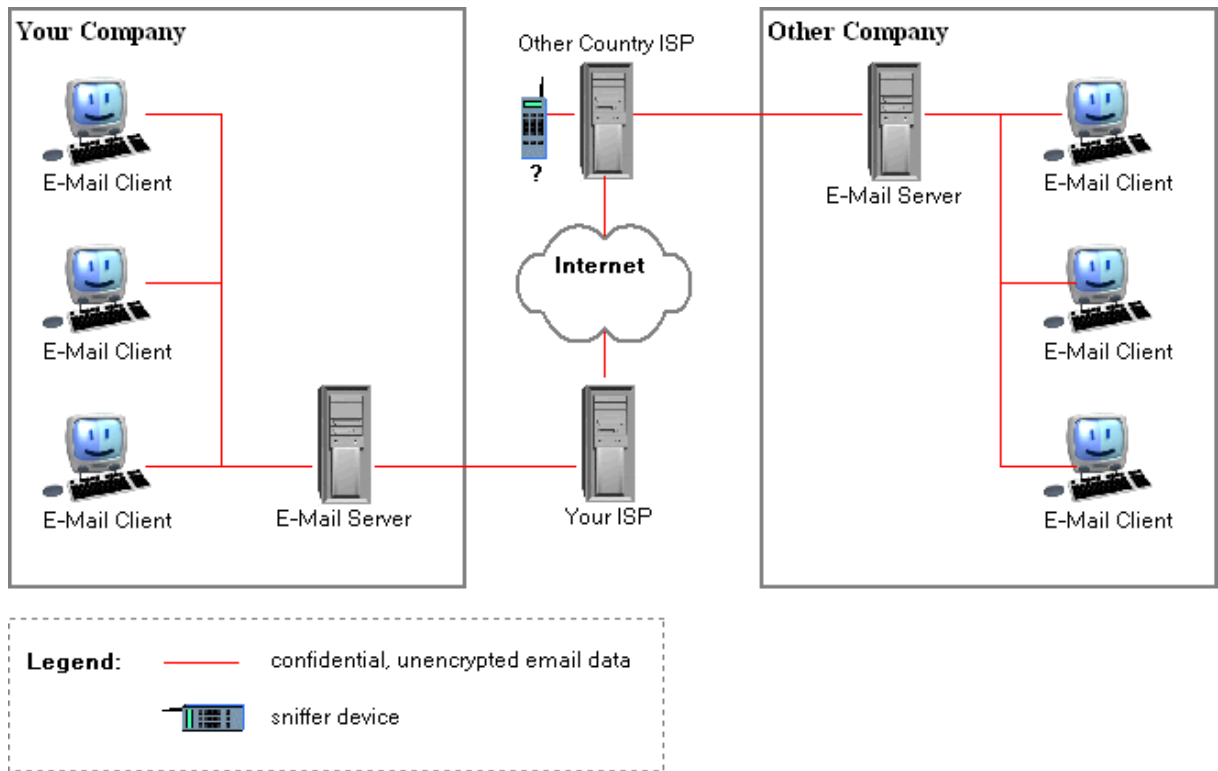 Your Company
E-Mail Client
E-Mail Client
E-Mail Client
E-Mail Server
Other Country ISP
?
Internet
Your ISP
Other Company
E-Mail Server
E-Mail Client
E-Mail Client
E-Mail Client
Legend:
confidential, unencrypted email data
sniffer device